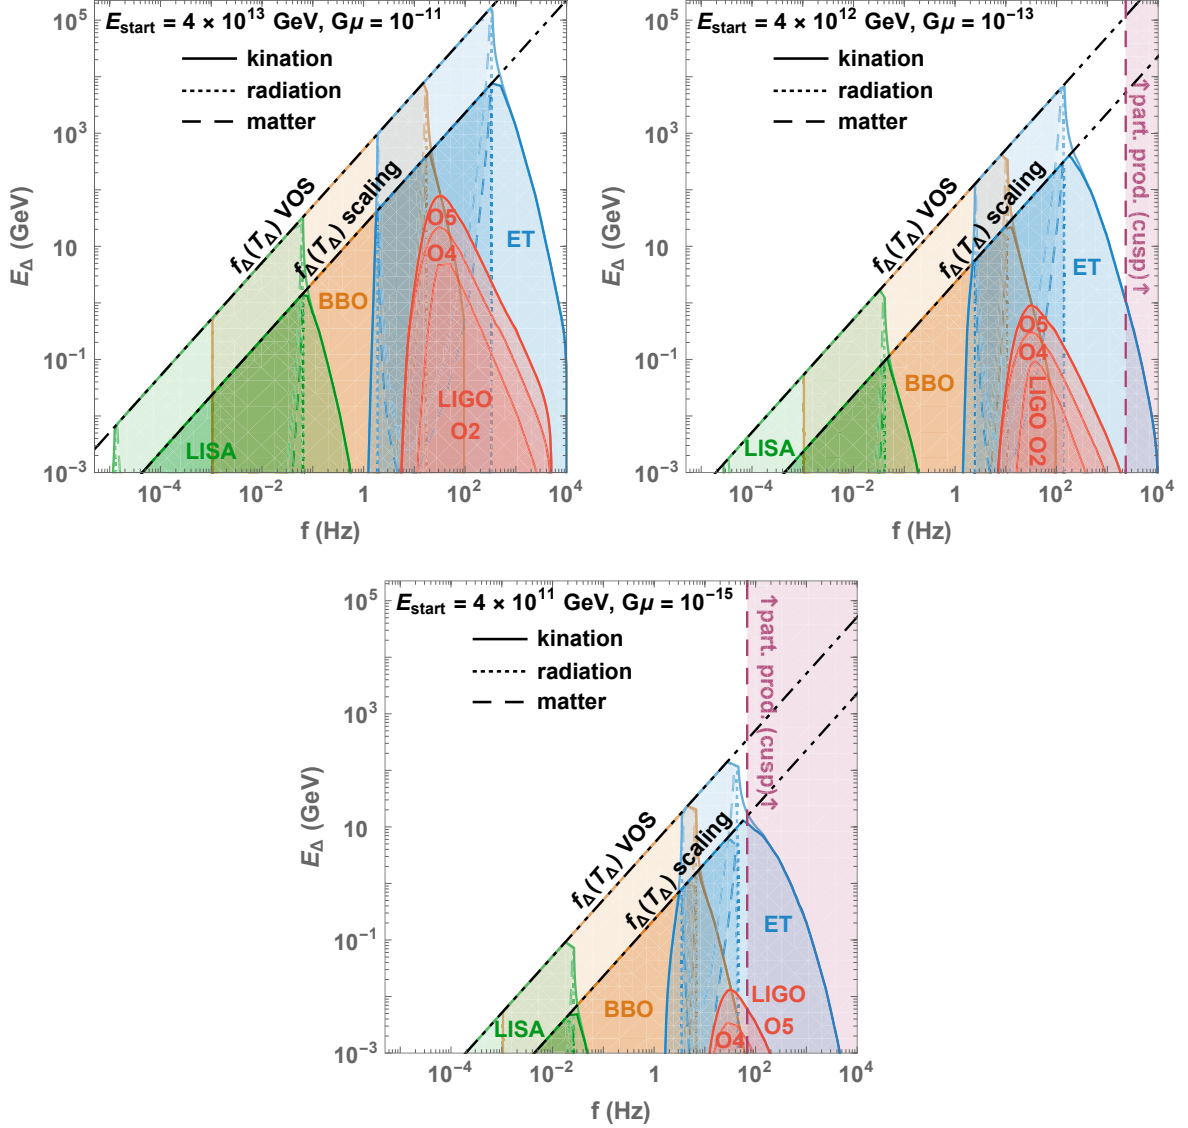 E_start = 4 × 10^13 GeV, Gμ = 10^−11
kination
radiation
matter
f_Δ(T_Δ) VOS
f_Δ(T_Δ) scaling
LISA
BBO
ET
O5
O4
LIGO
O2
10^5
10^3
10
10^−1
10^−3
E_Δ (GeV)
10^−4
10^−2
1
10^2
10^4
f (Hz)
E_start = 4 × 10^12 GeV, Gμ = 10^−13
kination
radiation
matter
↑part. prod. (cusp)↑
f_Δ(T_Δ) VOS
f_Δ(T_Δ) scaling
LISA
BBO
ET
O5
O4
LIGO O2
10^5
10^3
10
10^−1
10^−3
E_Δ (GeV)
10^−4
10^−2
1
10^2
10^4
f (Hz)
E_start = 4 × 10^11 GeV, Gμ = 10^−15
kination
radiation
matter
↑part. prod. (cusp)↑
f_Δ(T_Δ) VOS
f_Δ(T_Δ) scaling
LISA
BBO
ET
LIGO
O5
O4
10^5
10^3
10
10^−1
10^−3
E_Δ (GeV)
10^−4
10^−2
1
10^2
10^4
f (Hz)